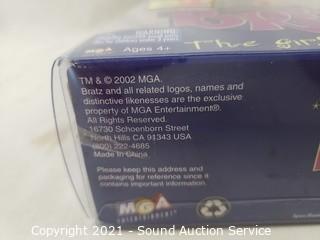 WARNING:
MGA Ages 4+
The Gir
TM & © 2002 MGA.
Bratz and all related logos, names and
distinctive likenesses are the exclusive
property of MGA Entertainment®.
All Rights Reserved.
16730 Schoenborn Street
North Hills CA 91343 USA
(800) 222-4685
Made in China
Please keep this address and
packaging for reference since it
contains important information.
MGA
ENTERTAINMENT
Copyright 2021 - Sound Auction Service